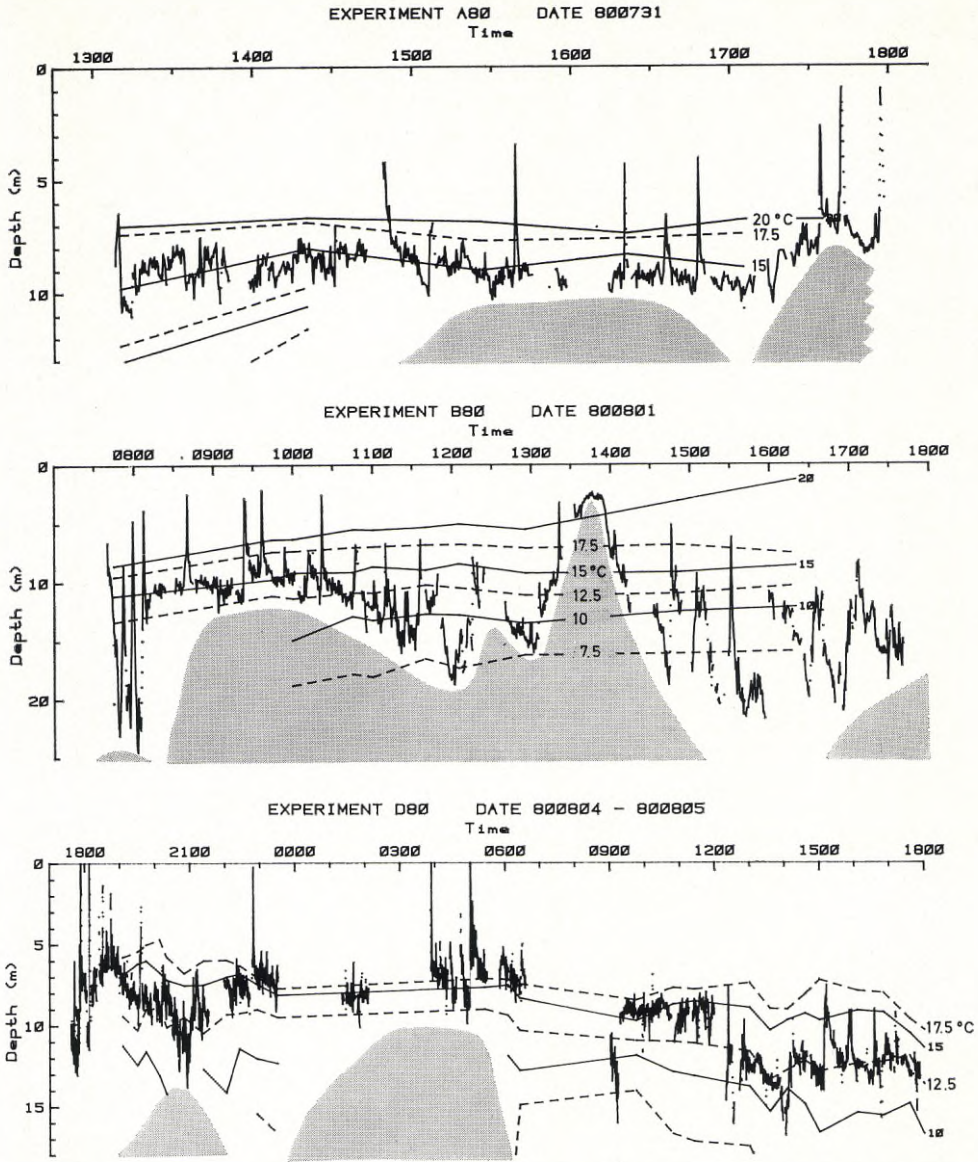 EXPERIMENT A80 DATE 800731
Time
1300 1400 1500 1600 1700 1800
0
5
10
Depth (m)
20 °C
17.5
15
EXPERIMENT B80 DATE 800801
Time
0800 0900 1000 1100 1200 1300 1400 1500 1600 1700 1800
0
10
20
Depth (m)
20
17.5
15 °C
15
12.5
10
10
7.5
EXPERIMENT D80 DATE 800804 - 800805
Time
1800 2100 0000 0300 0600 0900 1200 1500 1800
0
5
10
15
Depth (m)
17.5 °C
15
12.5
10